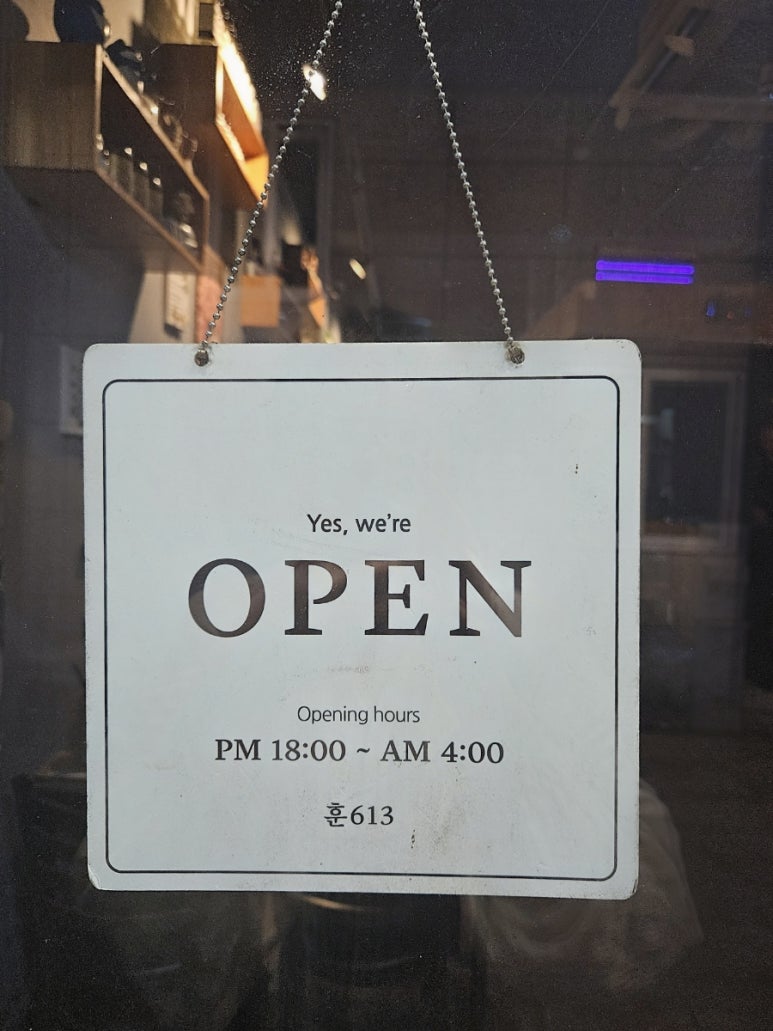 Yes, we're
OPEN
Opening hours
PM 18:00 ~ AM 4:00
훈613